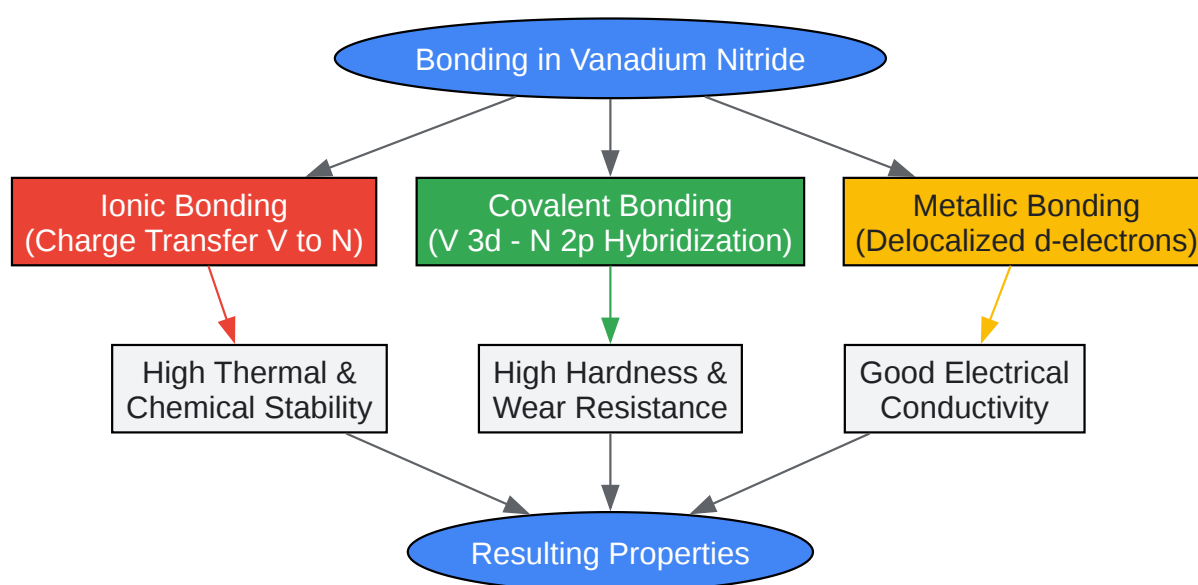 Bonding in Vanadium Nitride
Ionic Bonding
(Charge Transfer V to N)
Covalent Bonding
(V 3d - N 2p Hybridization)
Metallic Bonding
(Delocalized d-electrons)
High Thermal &
Chemical Stability
High Hardness &
Wear Resistance
Good Electrical
Conductivity
Resulting Properties